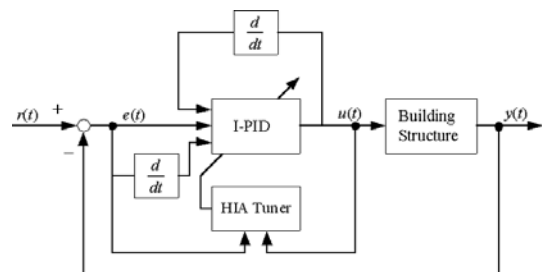 d
dt
r(t)
+
−
e(t)
I-PID
u(t)
Building
Structure
y(t)
d
dt
HIA Tuner